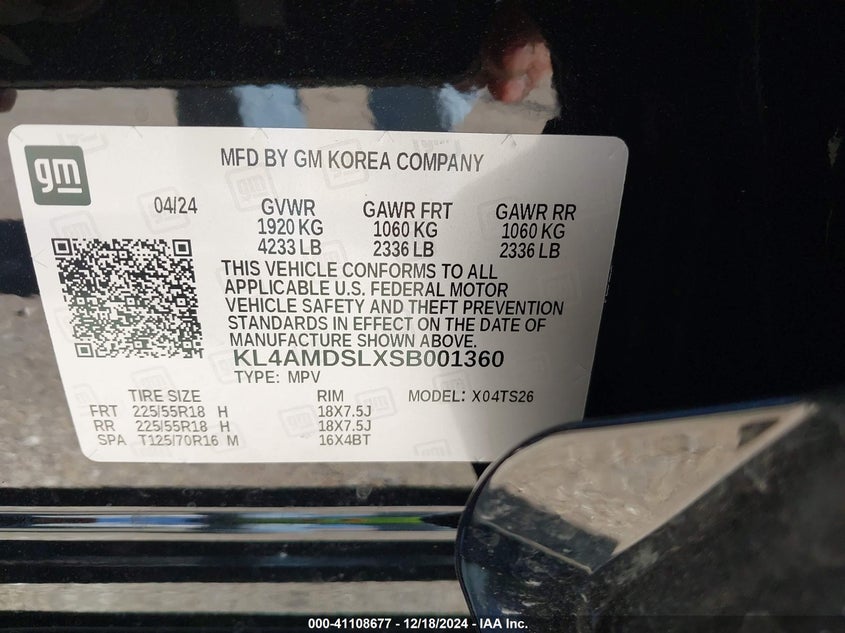 gm
MFD BY GM KOREA COMPANY
04/24 GVWR GAWR FRT GAWR RR
1920 KG 1060 KG 1060 KG
4233 LB 2336 LB 2336 LB
THIS VEHICLE CONFORMS TO ALL
APPLICABLE U.S. FEDERAL MOTOR
VEHICLE SAFETY AND THEFT PREVENTION
STANDARDS IN EFFECT ON THE DATE OF
MANUFACTURE SHOWN ABOVE.
KL4AMDSLXSB001360
TYPE: MPV
TIRE SIZE RIM MODEL: X04TS26
FRT 225/55R18 H 18X7.5J
RR 225/55R18 H 18X7.5J
SPA T125/70R16 M 16X4BT
000-41108677 - 12/18/2024 - IAA Inc.